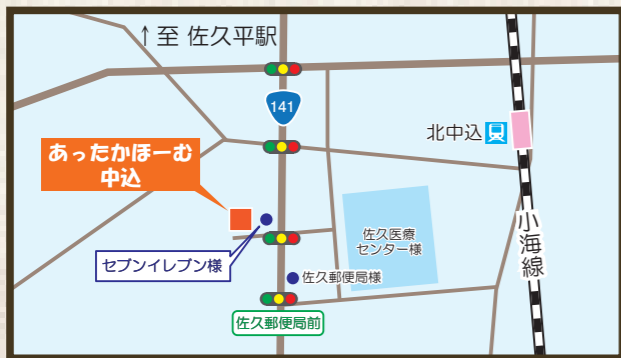 ↑至 佐久平駅
141
北中込
あったかほーむ
中込
小海線
佐久医療
センター様
セブンイレブン様
佐久郵便局様
佐久郵便局前